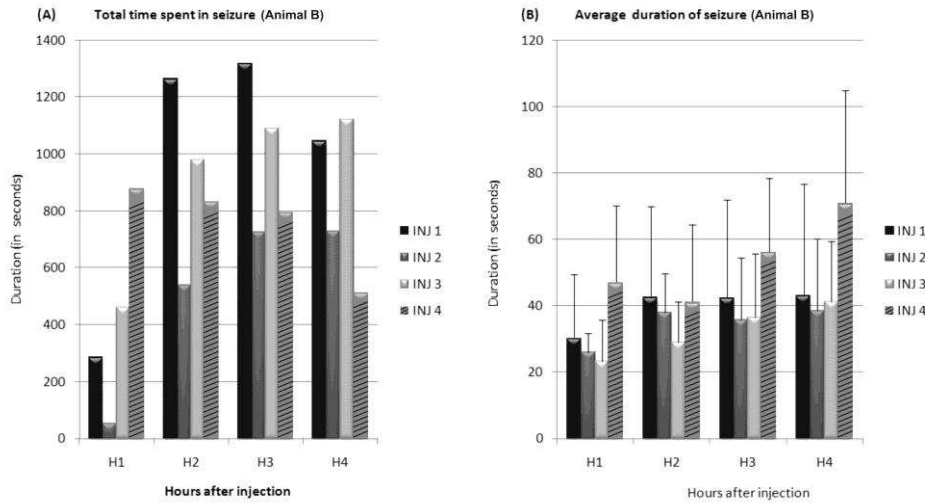 (A) Total time spent in seizure (Animal B)
1400
1200
1000
800
600
400
200
0
Duration (in seconds)
H1 H2 H3 H4
Hours after injection
INJ 1
INJ 2
INJ 3
INJ 4
(B) Average duration of seizure (Animal B)
120
100
80
60
40
20
0
Duration (in seconds)
H1 H2 H3 H4
Hours after injection
INJ 1
INJ 2
INJ 3
INJ 4